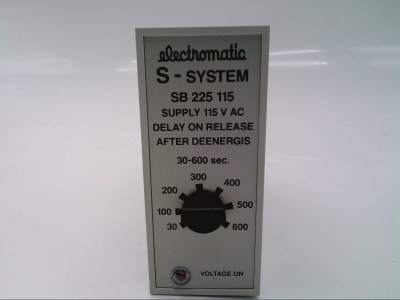 electromatic
S - SYSTEM
SB 225 115
SUPPLY 115 V AC
DELAY ON RELEASE
AFTER DEENERGIS
30-600 sec.
300
200 400
100 500
30 600
VOLTAGE ON